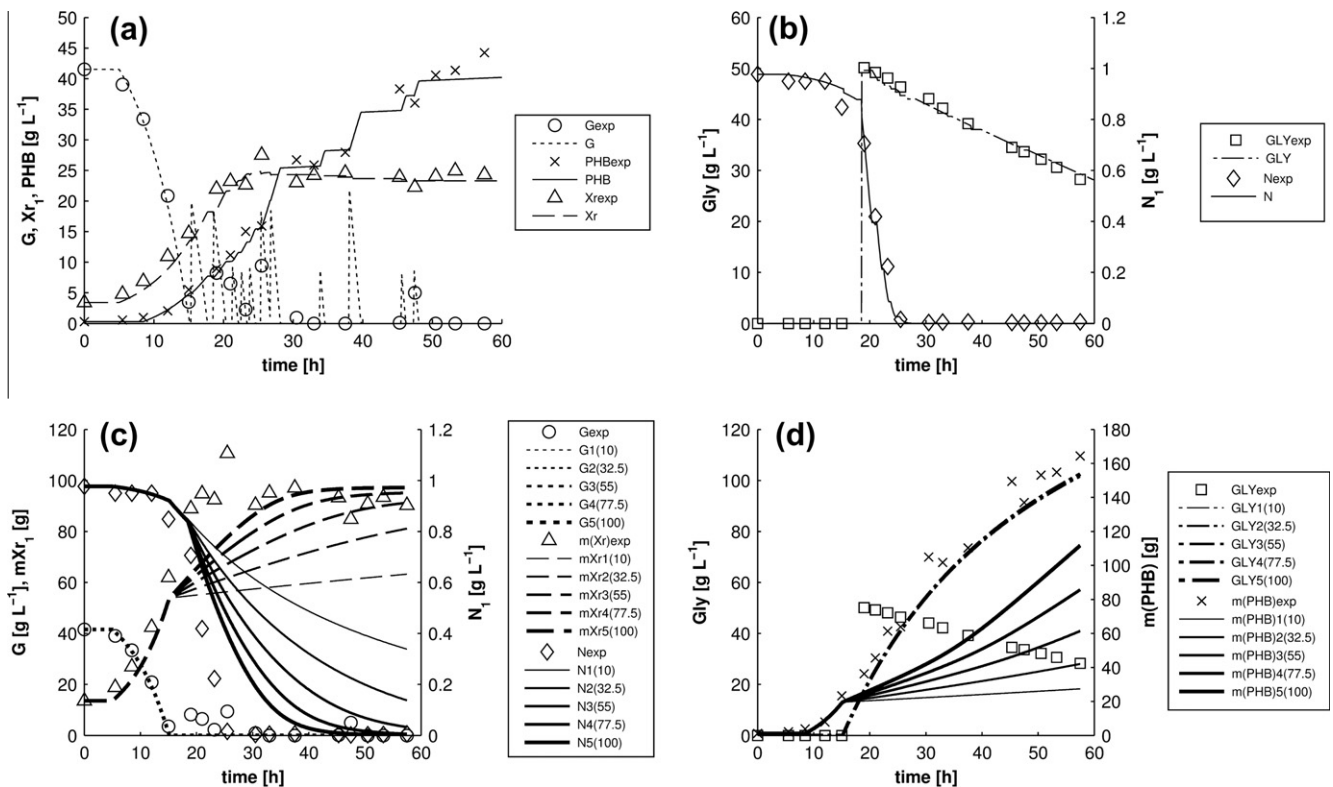 (a)
G, Xr1, PHB [g L−1]
50
45
40
35
30
25
20
15
10
5
0
0 10 20 30 40 50 60
time [h]
Gexp
G
PHBexp
PHB
Xrexp
Xr
(b)
Gly [g L−1]
60
50
40
30
20
10
0
0 10 20 30 40 50 60
time [h]
1.2
1
0.8
0.6
0.4
0.2
0
N1 [g L−1]
GLYexp
GLY
Nexp
N
(c)
G [g L−1], mXr1 [g]
120
100
80
60
40
20
0
0 10 20 30 40 50 60
time [h]
1.2
1
0.8
0.6
0.4
0.2
0
N1 [g L−1]
Gexp
G1(10)
G2(32.5)
G3(55)
G4(77.5)
G5(100)
m(Xr)exp
mXr1(10)
mXr2(32.5)
mXr3(55)
mXr4(77.5)
mXr5(100)
Nexp
N1(10)
N2(32.5)
N3(55)
N4(77.5)
N5(100)
(d)
Gly [g L−1]
120
100
80
60
40
20
0
0 10 20 30 40 50 60
time [h]
180
160
140
120
100
80
60
40
20
0
m(PHB) [g]
GLYexp
GLY1(10)
GLY2(32.5)
GLY3(55)
GLY4(77.5)
GLY5(100)
m(PHB)exp
m(PHB)1(10)
m(PHB)2(32.5)
m(PHB)3(55)
m(PHB)4(77.5)
m(PHB)5(100)